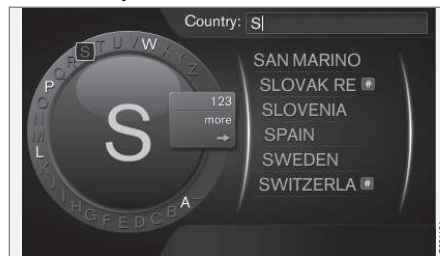 Country: S
S T U V W X Y Z
P
L
A
S
123
more
→
SAN MARINO
SLOVAK RE #
SLOVENIA
SPAIN
SWEDEN
SWITZERLA #
H G F E D C B